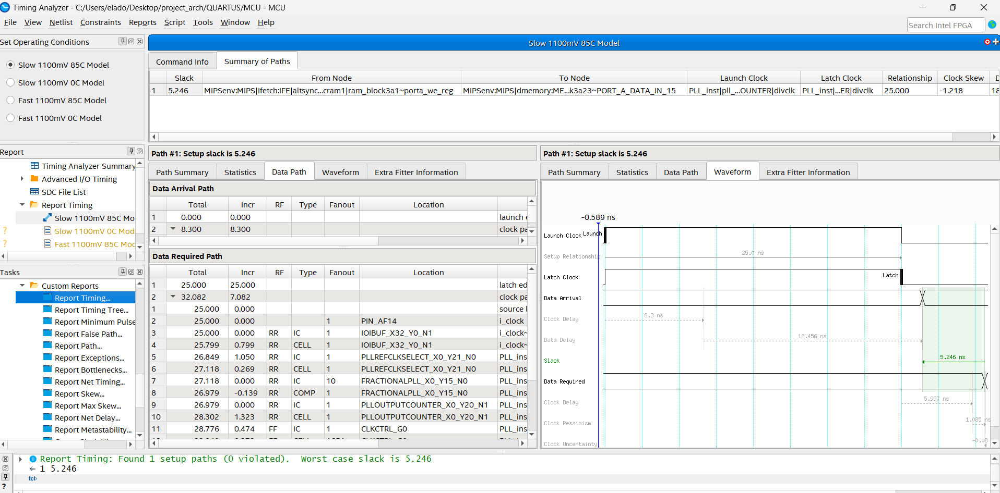 Timing Analyzer - C:/Users/elado/Desktop/project_arch/QUARTUS/MCU - MCU
File View Netlist Constraints Reports Script Tools Window Help
Search Intel FPGA
Set Operating Conditions
Slow 1100mV 85C Model
Slow 1100mV 0C Model
Fast 1100mV 85C Model
Fast 1100mV 0C Model
Report
Timing Analyzer Summary
Advanced I/O Timing
SDC File List
Report Timing
Slow 1100mV 85C Mo
? Slow 1100mV 0C Mod
? Fast 1100mV 85C Mod
Tasks
Custom Reports
Report Timing...
Report Timing Tree...
Report Minimum Pulse
Report False Path...
Report Path...
Report Exceptions...
Report Bottlenecks...
Report Net Timing...
Report Skew...
Report Max Skew...
Report Net Delay...
Report Metastability...
Slow 1100mV 85C Model
Command Info Summary of Paths
Slack From Node To Node Launch Clock Latch Clock Relationship Clock Skew D
1 5.246 MIPSenv:MIPS|Ifetch:IFE|altsync...cram1|ram_block3a1~porta_we_reg MIPSenv:MIPS|dmemory:ME...k3a23~PORT_A_DATA_IN_15 PLL_inst|pll_...OUNTER|divclk PLL_inst|...ER|divclk 25.000 -1.218 18
Path #1: Setup slack is 5.246
Path Summary Statistics Data Path Waveform Extra Fitter Information
Data Arrival Path
Total Incr RF Type Fanout Location
1 0.000 0.000 launch e
2 8.300 8.300 clock pa
Data Required Path
Total Incr RF Type Fanout Location
1 25.000 25.000 latch ed
2 32.082 7.082 clock pa
1 25.000 0.000 source l
2 25.000 0.000 1 PIN_AF14 i_clock
3 25.000 0.000 RR IC 1 IOIBUF_X32_Y0_N1 i_clock~
4 25.799 0.799 RR CELL 1 IOIBUF_X32_Y0_N1 i_clock~
5 26.849 1.050 RR IC 1 PLLREFCLKSELECT_X0_Y21_N0 PLL_ins
6 27.118 0.269 RR CELL 1 PLLREFCLKSELECT_X0_Y21_N0 PLL_ins
7 27.118 0.000 RR IC 10 FRACTIONALPLL_X0_Y15_N0 PLL_ins
8 26.979 -0.139 RR COMP 1 FRACTIONALPLL_X0_Y15_N0 PLL_ins
9 26.979 0.000 RR IC 1 PLLOUTPUTCOUNTER_X0_Y20_N1 PLL_ins
10 28.302 1.323 RR CELL 1 PLLOUTPUTCOUNTER_X0_Y20_N1 PLL_ins
11 28.776 0.474 FF IC 1 CLKCTRL_G0 PLL_ins
Path #1: Setup slack is 5.246
Path Summary Statistics Data Path Waveform Extra Fitter Information
-0.589 ns
Launch Clock Launch
Setup Relationship 25.0 ns
Latch Clock Latch
Data Arrival
Clock Delay 8.3 ns
Data Delay 18.456 ns
Slack 5.246 ns
Data Required
Clock Delay 5.997 ns
Clock Pessimism 1.085 ns
Clock Uncertainty -0.08
Report Timing: Found 1 setup paths (0 violated). Worst case slack is 5.246
1 5.246
tcl>
?